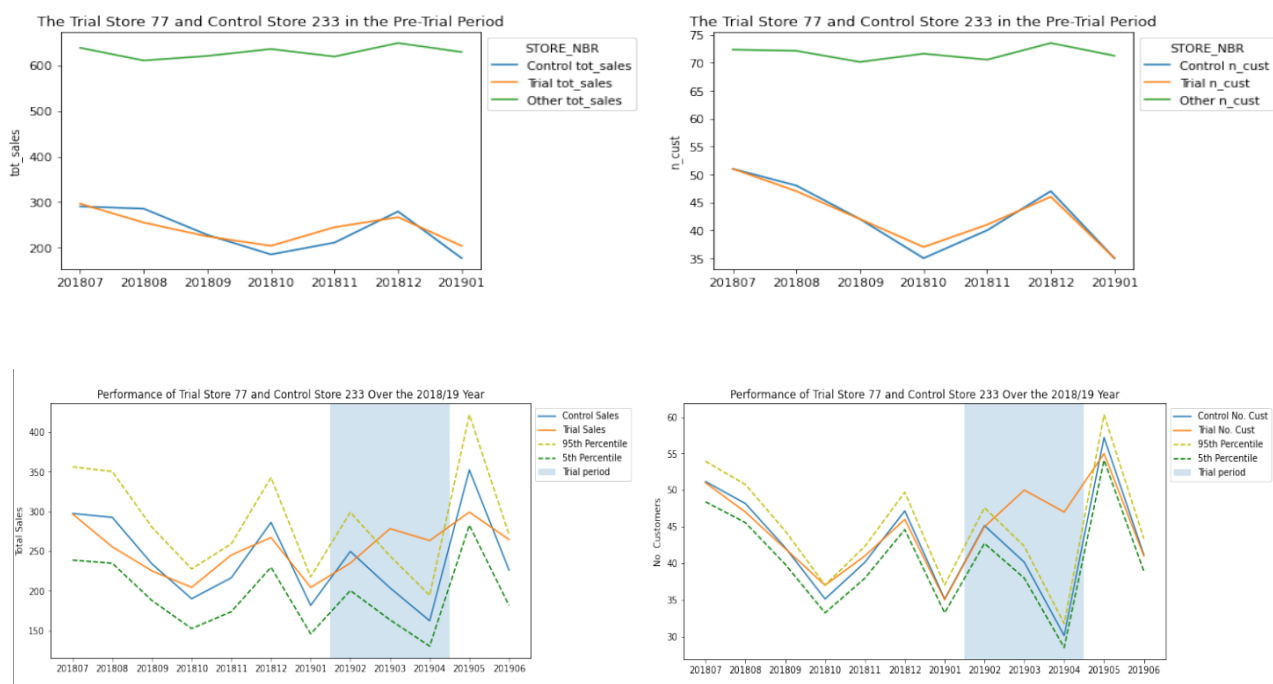 The Trial Store 77 and Control Store 233 in the Pre-Trial Period
tot_sales
600
500
400
300
200
201807 201808 201809 201810 201811 201812 201901
STORE_NBR
Control tot_sales
Trial tot_sales
Other tot_sales
The Trial Store 77 and Control Store 233 in the Pre-Trial Period
n_cust
75
70
65
60
55
50
45
40
35
201807 201808 201809 201810 201811 201812 201901
STORE_NBR
Control n_cust
Trial n_cust
Other n_cust
Performance of Trial Store 77 and Control Store 233 Over the 2018/19 Year
Total Sales
400
350
300
250
200
150
201807 201808 201809 201810 201811 201812 201901 201902 201903 201904 201905 201906
Control Sales
Trial Sales
95th Percentile
5th Percentile
Trial period
Performance of Trial Store 77 and Control Store 233 Over the 2018/19 Year
No. Customers
60
55
50
45
40
35
30
201807 201808 201809 201810 201811 201812 201901 201902 201903 201904 201905 201906
Control No. Cust
Trial No. Cust
95th Percentile
5th Percentile
Trial period